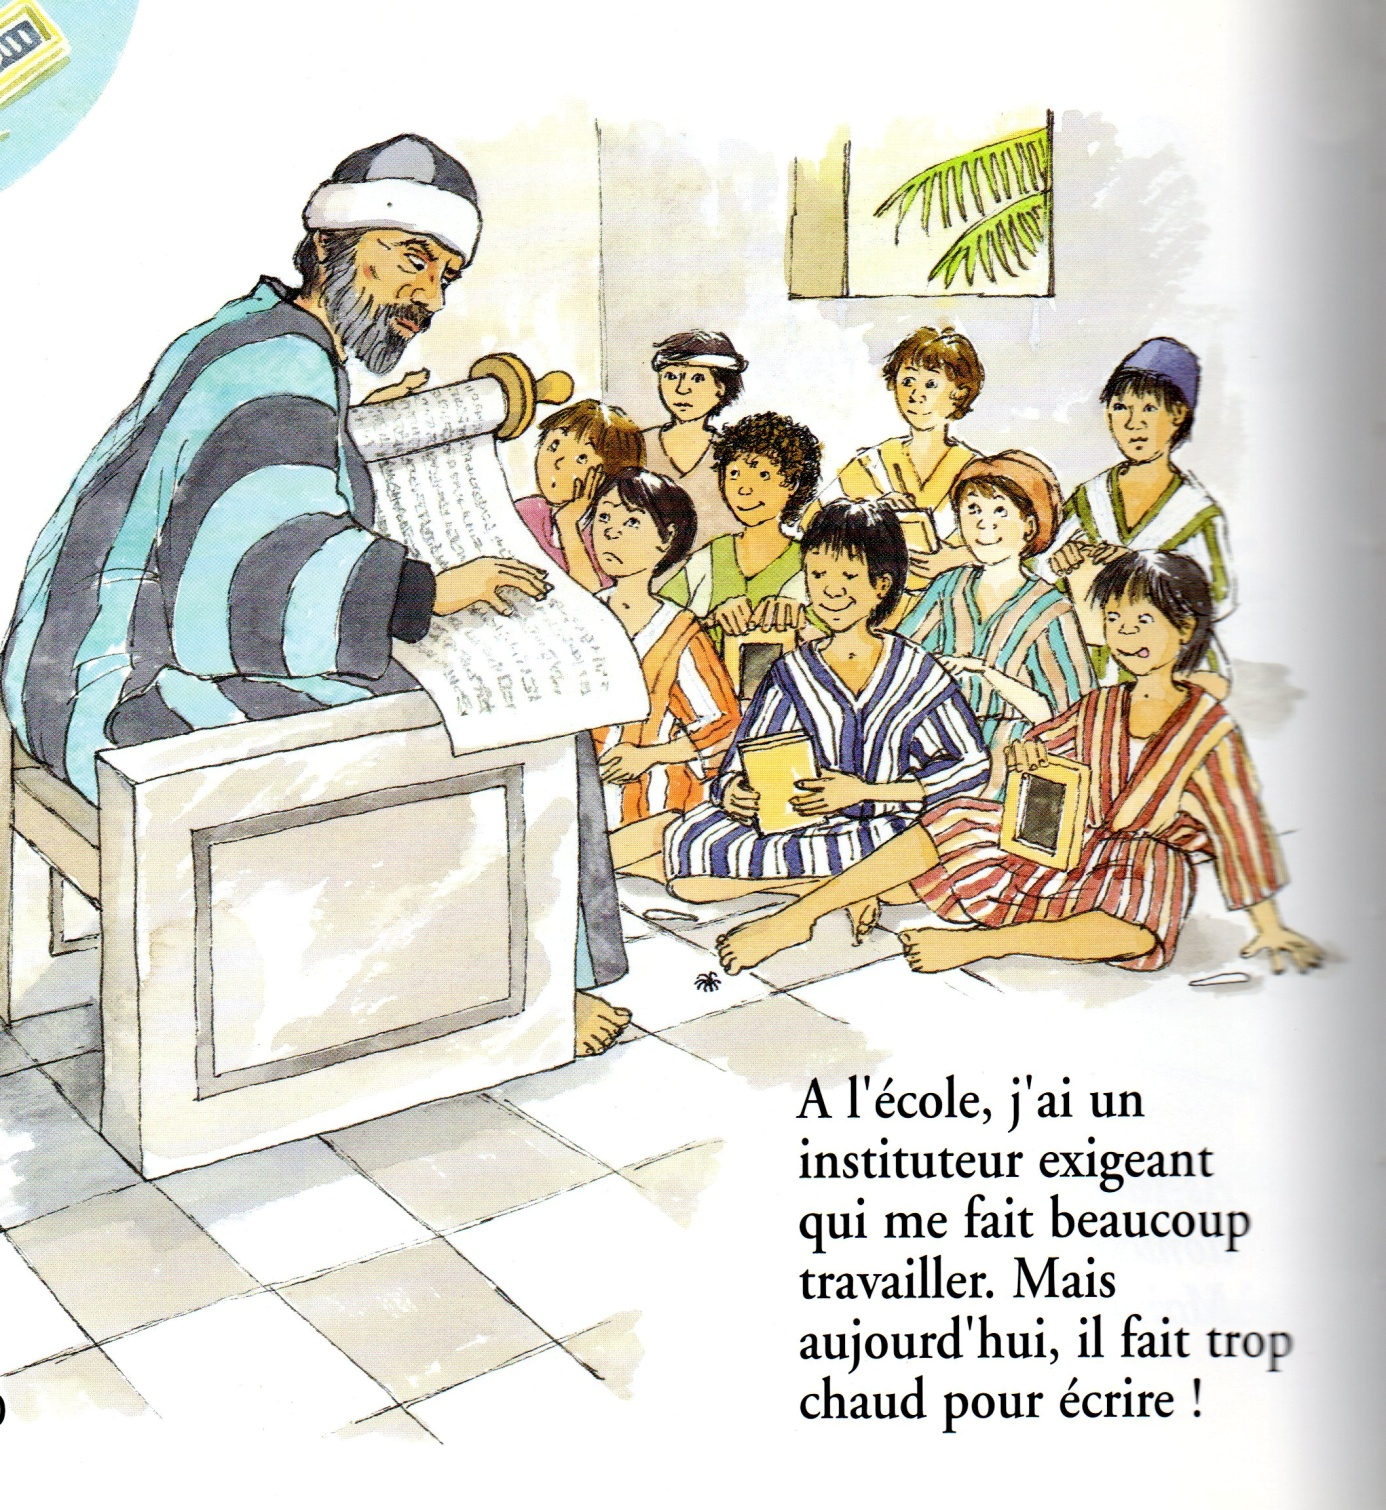 A l'école, j'ai un
instituteur exigeant
qui me fait beaucoup
travailler. Mais
aujourd'hui, il fait trop
chaud pour écrire !